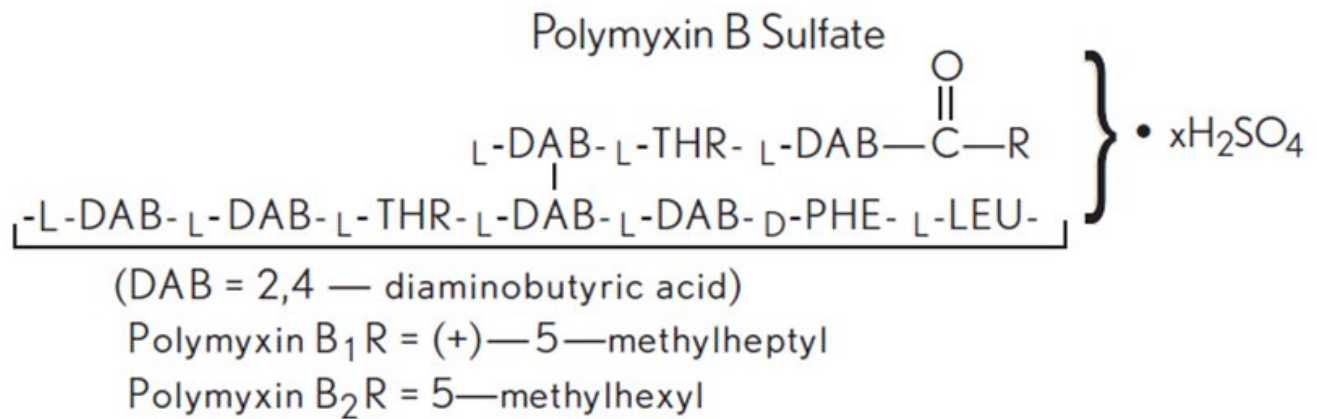 Polymyxin B Sulfate
O
L-DAB- L-THR- L-DAB—C—R
• xH₂SO₄
-L-DAB- L-DAB- L-THR- L-DAB- L-DAB- D-PHE- L-LEU-
(DAB = 2,4 — diaminobutyric acid)
Polymyxin B₁ R = (+)—5—methylheptyl
Polymyxin B₂ R = 5—methylhexyl